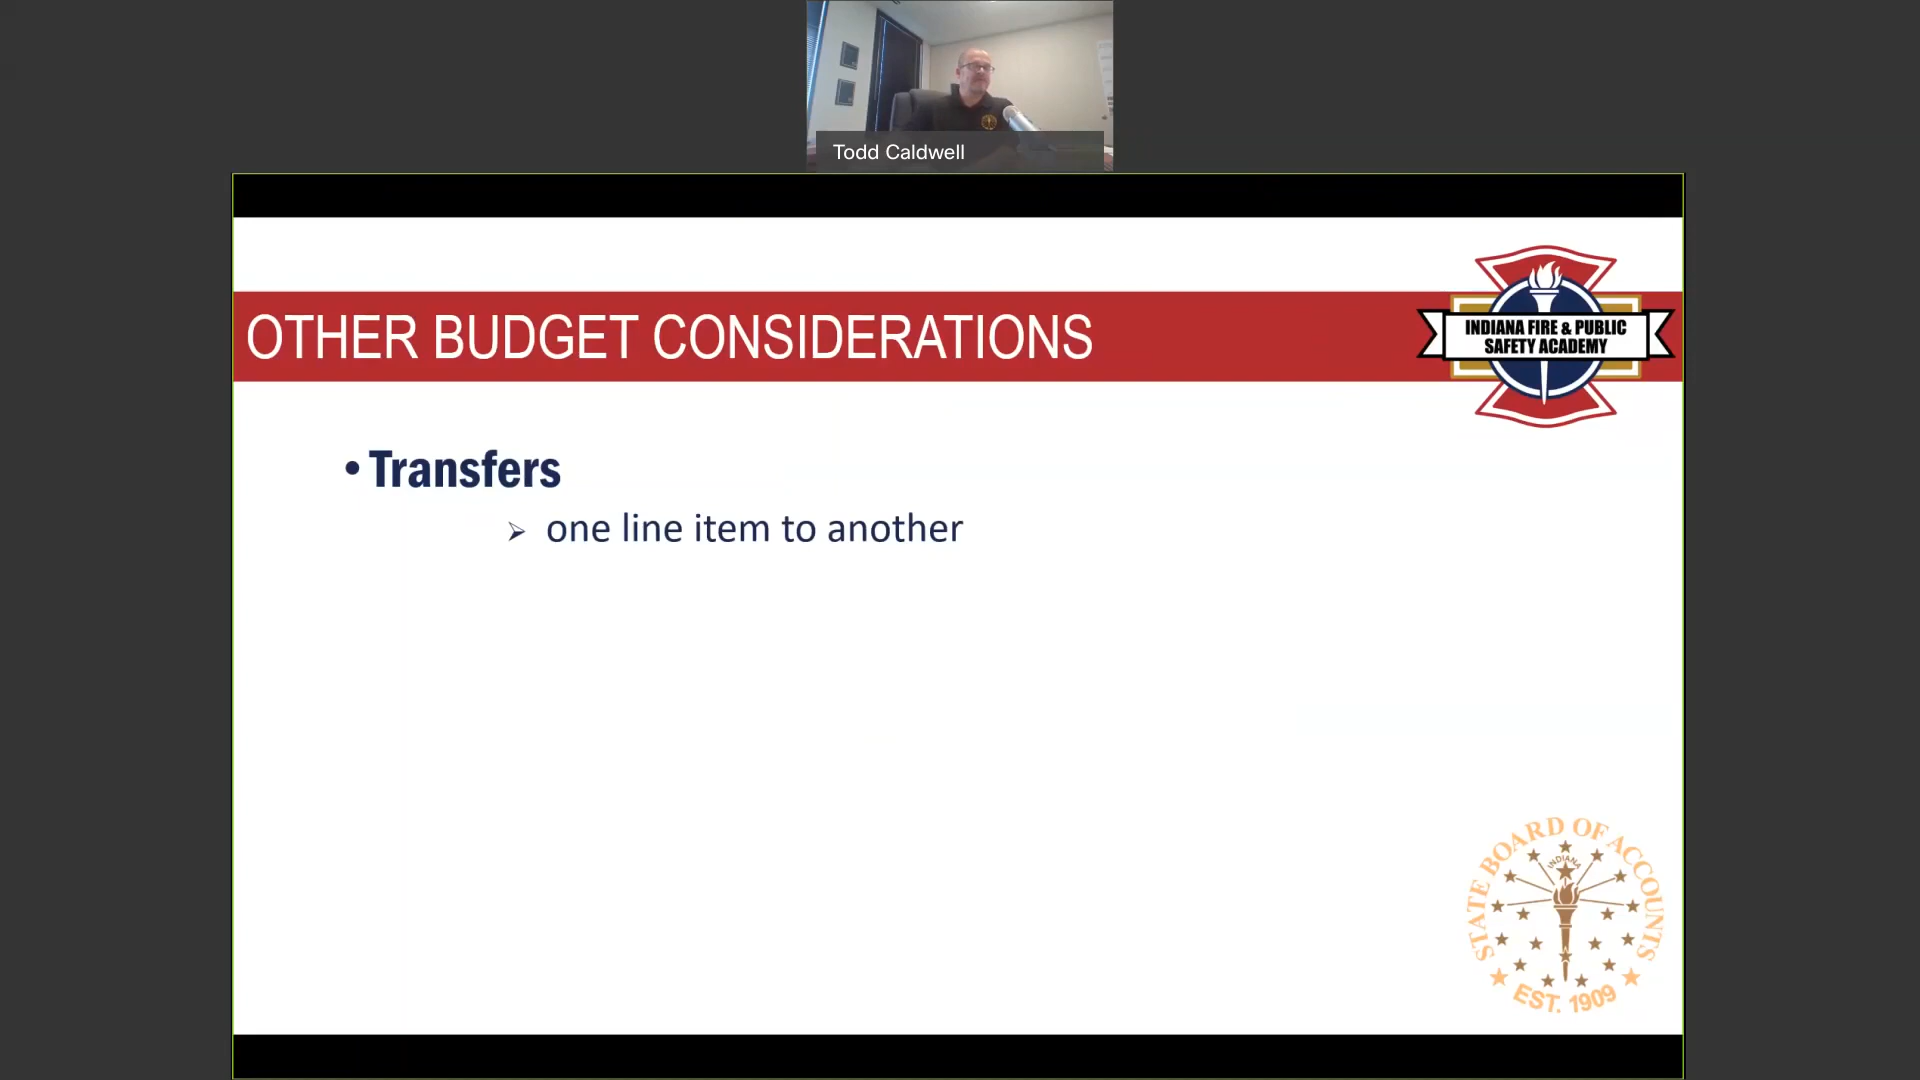 Todd Caldwell
OTHER BUDGET CONSIDERATIONS
INDIANA FIRE & PUBLIC
SAFETY ACADEMY
• Transfers
➢ one line item to another
STATE BOARD OF ACCOUNTS
INDIANA
EST. 1909